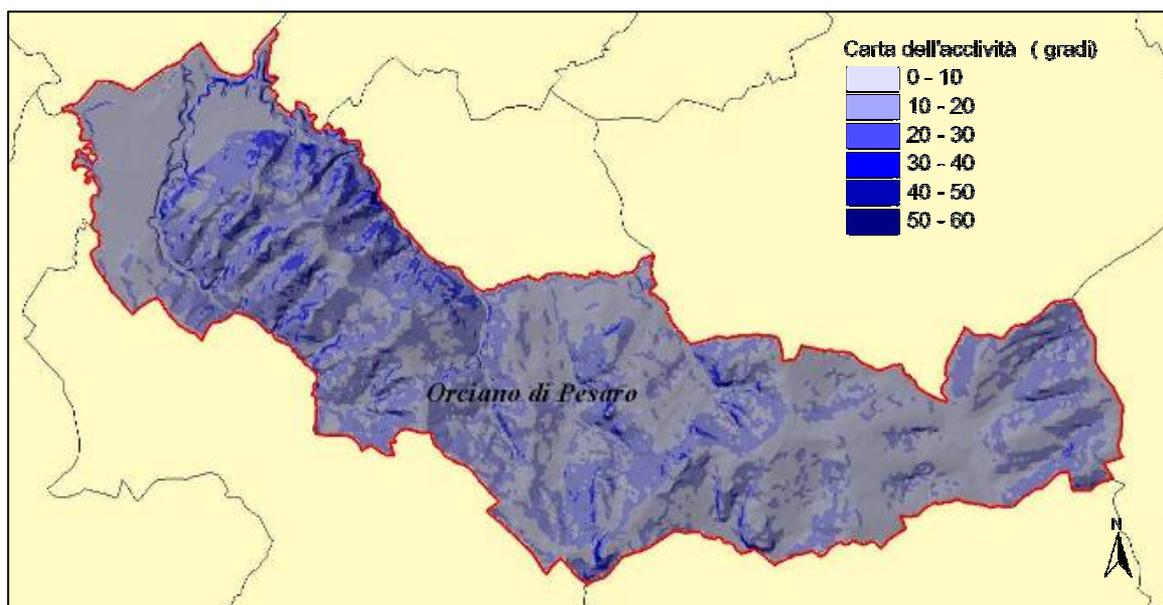 Carta dell'acclività ( gradi)
0 - 10
10 - 20
20 - 30
30 - 40
40 - 50
50 - 60
Orciano di Pesaro
N